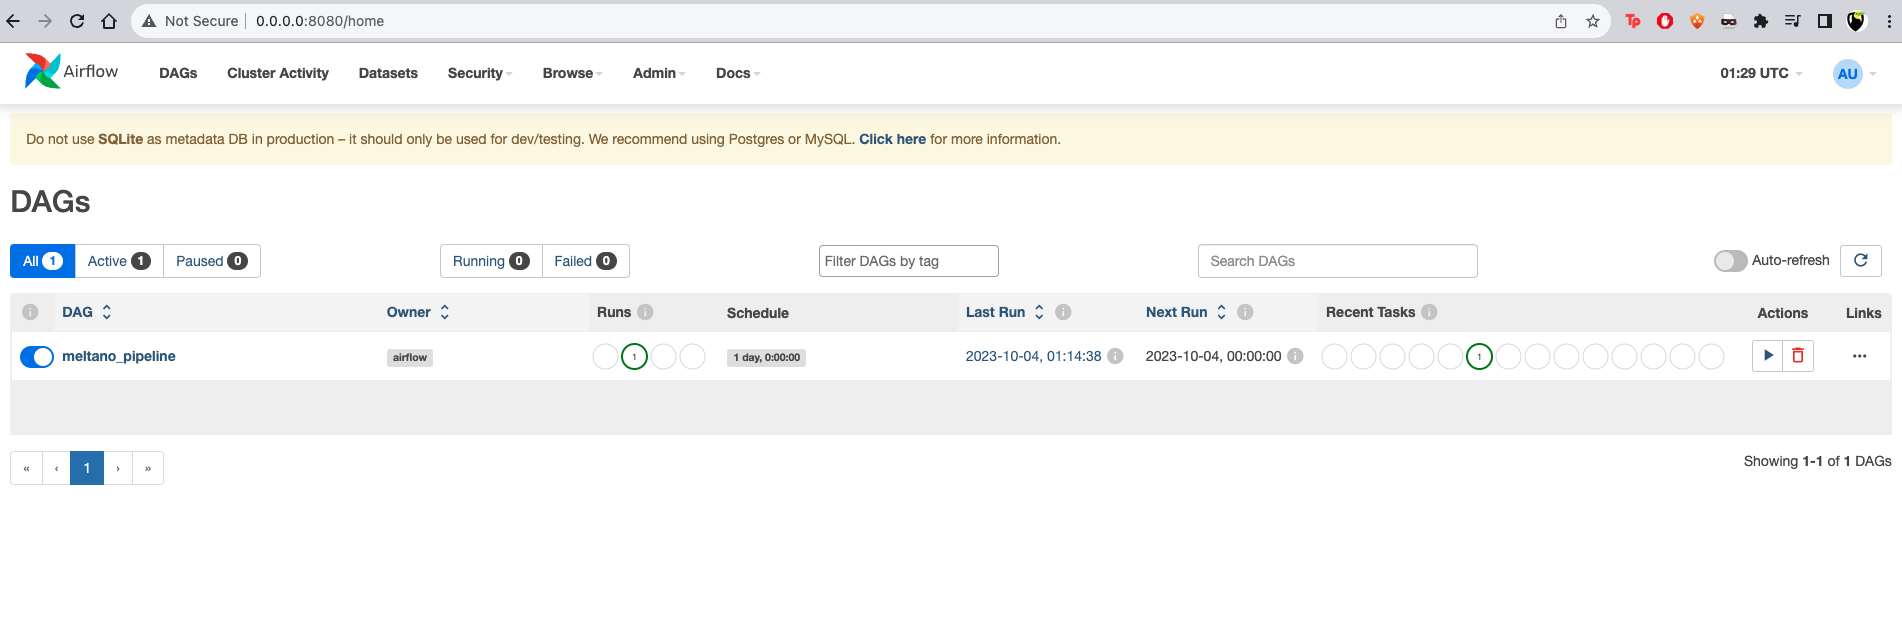 Not Secure 0.0.0.0:8080/home
Tp
Airflow DAGs Cluster Activity Datasets Security Browse Admin Docs 01:29 UTC AU
Do not use SQLite as metadata DB in production – it should only be used for dev/testing. We recommend using Postgres or MySQL. Click here for more information.
DAGs
All 1 Active 1 Paused 0 Running 0 Failed 0 Filter DAGs by tag Search DAGs Auto-refresh
i DAG Owner Runs i Schedule Last Run i Next Run i Recent Tasks i Actions Links
meltano_pipeline airflow 1 1 day, 0:00:00 2023-10-04, 01:14:38 i 2023-10-04, 00:00:00 i 1 ...
« ‹ 1 › » Showing 1-1 of 1 DAGs